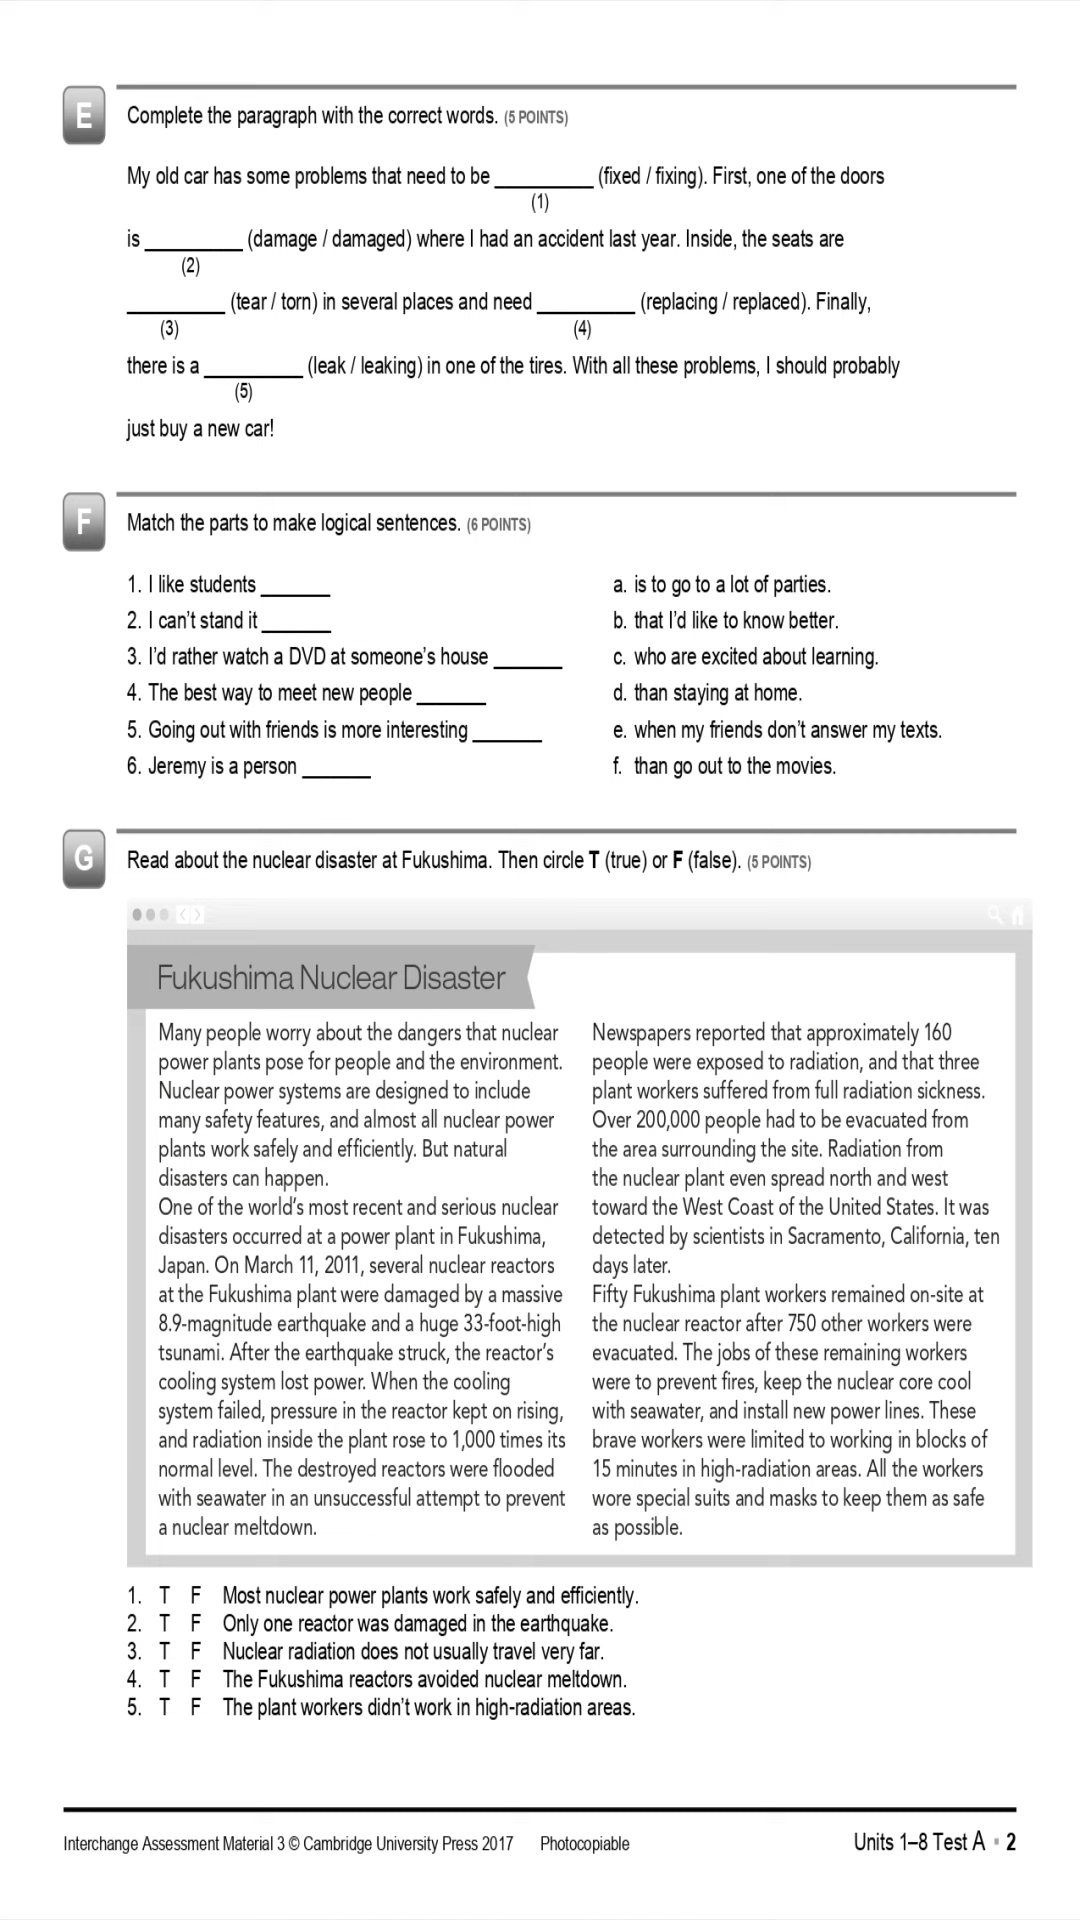 E
Complete the paragraph with the correct words. (5 POINTS)
My old car has some problems that need to be __________ (fixed / fixing). First, one of the doors
(1)
is __________ (damage / damaged) where I had an accident last year. Inside, the seats are
(2)
__________ (tear / torn) in several places and need __________ (replacing / replaced). Finally,
(3) (4)
there is a __________ (leak / leaking) in one of the tires. With all these problems, I should probably
(5)
just buy a new car!
F
Match the parts to make logical sentences. (6 POINTS)
1. I like students _______
2. I can't stand it _______
3. I'd rather watch a DVD at someone's house _______
4. The best way to meet new people _______
5. Going out with friends is more interesting _______
6. Jeremy is a person _______
a. is to go to a lot of parties.
b. that I'd like to know better.
c. who are excited about learning.
d. than staying at home.
e. when my friends don't answer my texts.
f. than go out to the movies.
G
Read about the nuclear disaster at Fukushima. Then circle T (true) or F (false). (5 POINTS)
Fukushima Nuclear Disaster
Many people worry about the dangers that nuclear
power plants pose for people and the environment.
Nuclear power systems are designed to include
many safety features, and almost all nuclear power
plants work safely and efficiently. But natural
disasters can happen.
One of the world's most recent and serious nuclear
disasters occurred at a power plant in Fukushima,
Japan. On March 11, 2011, several nuclear reactors
at the Fukushima plant were damaged by a massive
8.9-magnitude earthquake and a huge 33-foot-high
tsunami. After the earthquake struck, the reactor's
cooling system lost power. When the cooling
system failed, pressure in the reactor kept on rising,
and radiation inside the plant rose to 1,000 times its
normal level. The destroyed reactors were flooded
with seawater in an unsuccessful attempt to prevent
a nuclear meltdown.
Newspapers reported that approximately 160
people were exposed to radiation, and that three
plant workers suffered from full radiation sickness.
Over 200,000 people had to be evacuated from
the area surrounding the site. Radiation from
the nuclear plant even spread north and west
toward the West Coast of the United States. It was
detected by scientists in Sacramento, California, ten
days later.
Fifty Fukushima plant workers remained on-site at
the nuclear reactor after 750 other workers were
evacuated. The jobs of these remaining workers
were to prevent fires, keep the nuclear core cool
with seawater, and install new power lines. These
brave workers were limited to working in blocks of
15 minutes in high-radiation areas. All the workers
wore special suits and masks to keep them as safe
as possible.
1. T F Most nuclear power plants work safely and efficiently.
2. T F Only one reactor was damaged in the earthquake.
3. T F Nuclear radiation does not usually travel very far.
4. T F The Fukushima reactors avoided nuclear meltdown.
5. T F The plant workers didn't work in high-radiation areas.
Interchange Assessment Material 3 © Cambridge University Press 2017 Photocopiable
Units 1–8 Test A ▪ 2